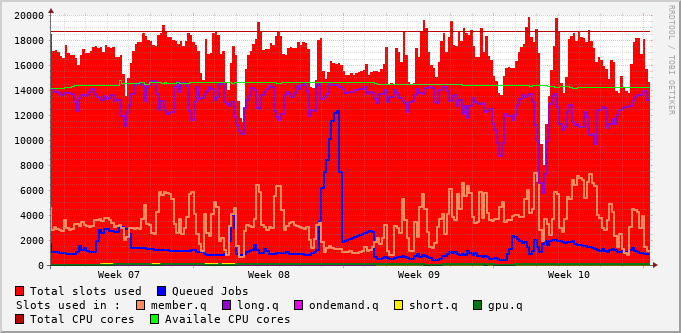 RRDTOOL / TOBI OETIKER
20000
18000
16000
14000
12000
10000
8000
6000
4000
2000
0
Week 07 Week 08 Week 09 Week 10
Total slots used Queued Jobs
Slots used in : member.q long.q ondemand.q short.q gpu.q
Total CPU cores Availale CPU cores